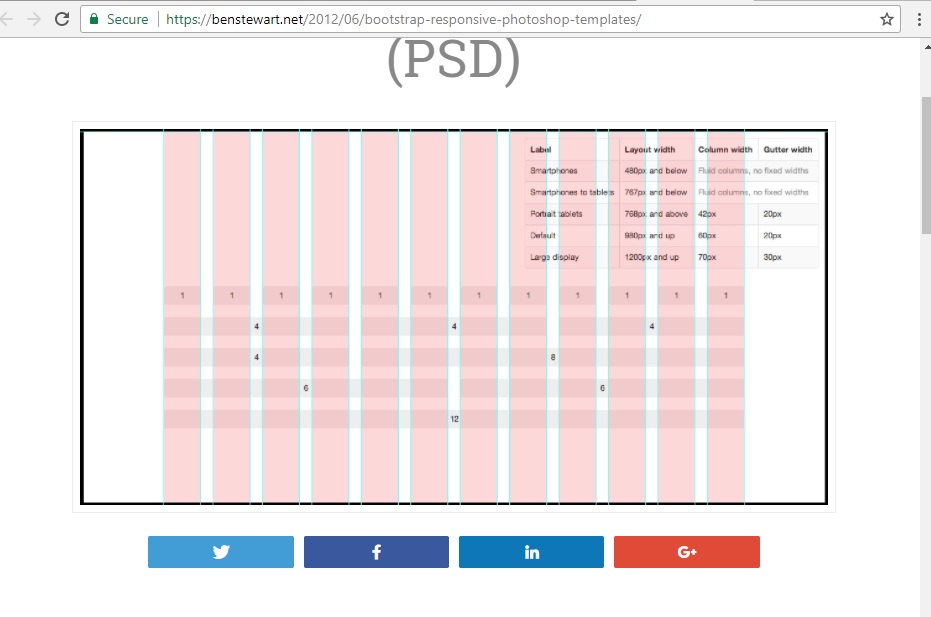 Secure https://benstewart.net/2012/06/bootstrap-responsive-photoshop-templates/
(PSD)
Label Layout width Column width Gutter width
Smartphones 480px and below Fluid columns, no fixed widths
Smartphones to tablets 767px and below Fluid columns, no fixed widths
Portrait tablets 768px and above 42px 20px
Default 980px and up 60px 20px
Large display 1200px and up 70px 30px
1 1 1 1 1 1 1 1 1 1 1 1
4 4 4
4 8
6 6
12
f in G+